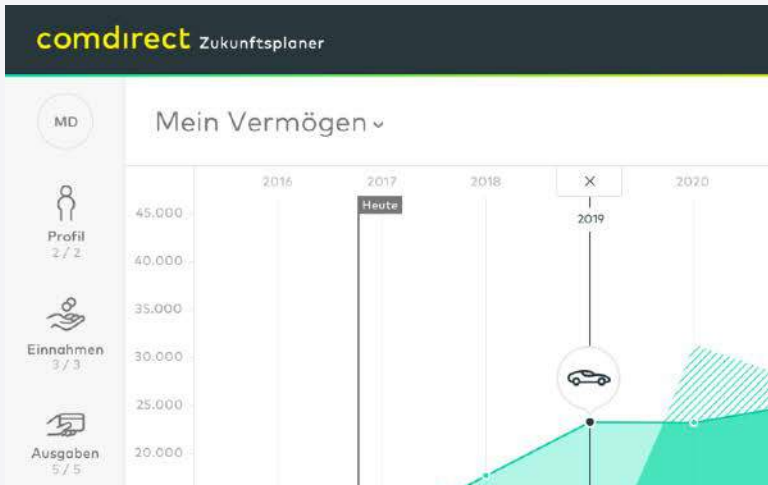 comdirect Zukunftsplaner
MD
Mein Vermögen
Profil
2 / 2
Einnahmen
3 / 3
Ausgaben
5 / 5
2016 2017 2018 × 2020
Heute
2019
45.000
40.000
35.000
30.000
25.000
20.000